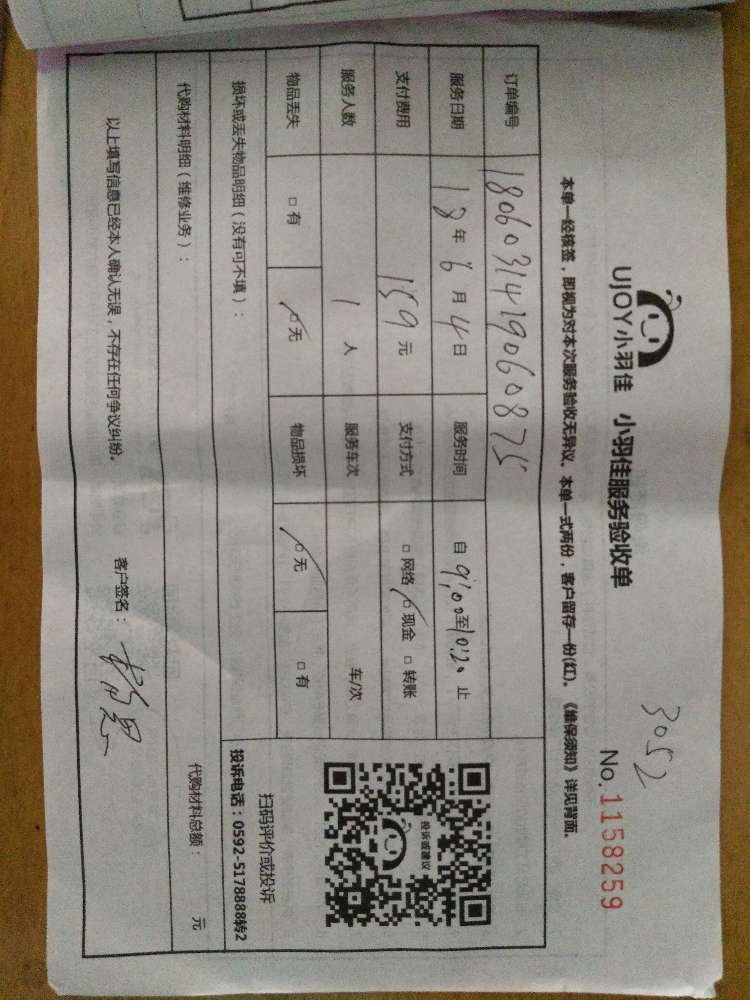 3052
UJOY小羽佳 小羽佳服务验收单 No. 1158259
本单一经核签，即视为对本次服务验收无异议。本单一式两份，客户留存一份(红)。《维保须知》详见背面。
订单编号 1806031419060875
服务日期 18年6月4日 服务时间 自9:00至10:20止
支付费用 159元 支付方式 □网络 □现金 □转账
服务人数 1人 服务车次 车/次
物品丢失 □有 □无 物品损坏 □无 □有
损坏或丢失物品明细（没有可不填）：
投诉或建议
扫码评价或投诉
投诉电话：0592-5178888转2
代购材料明细（维修业务）： 代购材料总额： 元
以上填写信息已经本人确认无误，不存在任何争议纠纷。 客户签名：